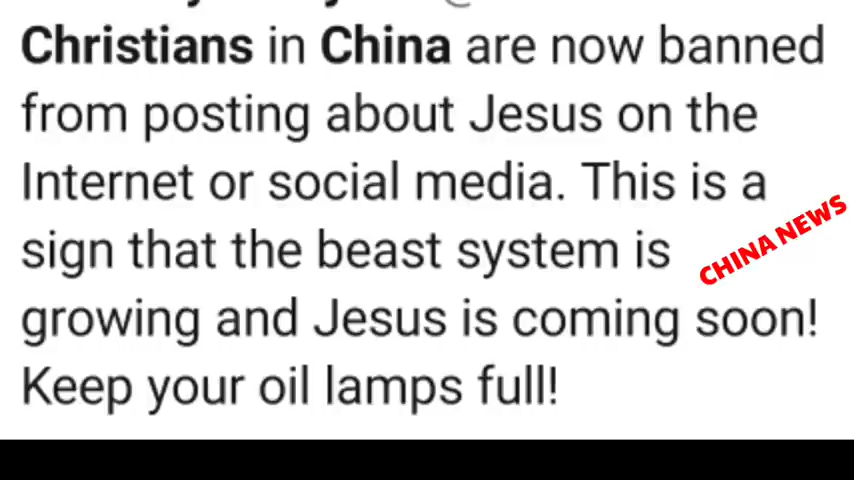 Christians in China are now banned
from posting about Jesus on the
Internet or social media. This is a
sign that the beast system is
CHINA NEWS
growing and Jesus is coming soon!
Keep your oil lamps full!